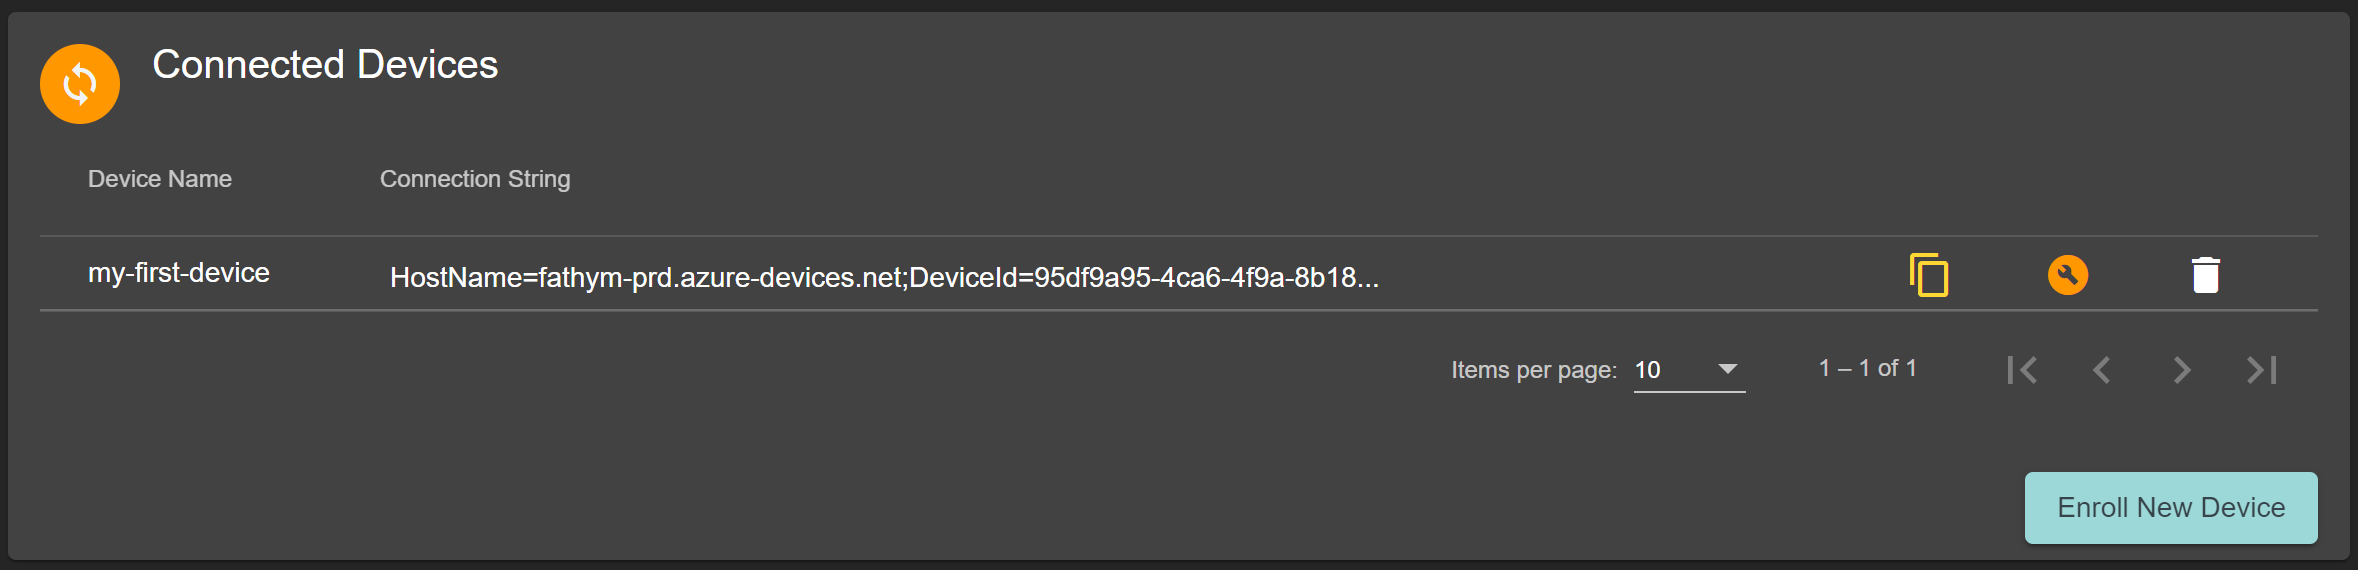 Connected Devices
Device Name Connection String
my-first-device HostName=fathym-prd.azure-devices.net;DeviceId=95df9a95-4ca6-4f9a-8b18...
Items per page: 10 1 – 1 of 1
Enroll New Device